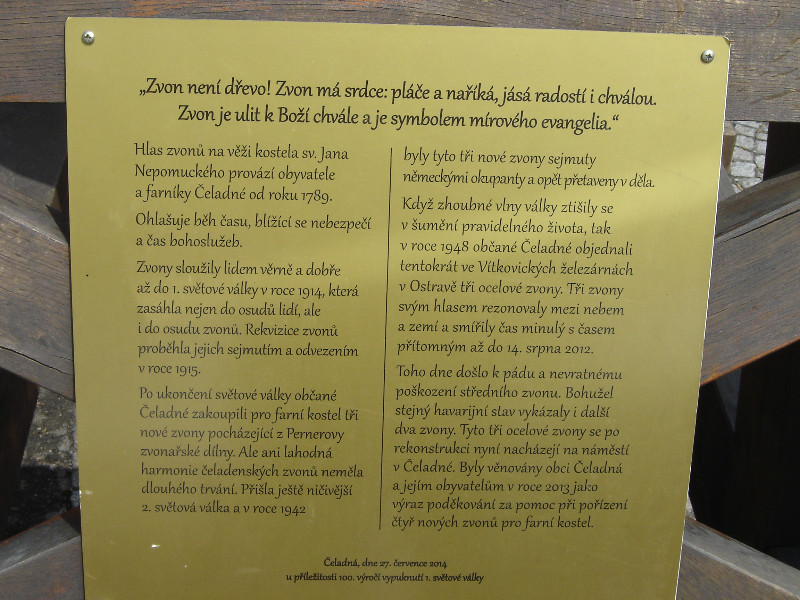 „Zvon není dřevo! Zvon má srdce: pláče a naříká, jásá radostí i chválou.
Zvon je ulit k Boží chvále a je symbolem mírového evangelia.“
Hlas zvonů na věži kostela sv. Jana
Nepomuckého provází obyvatele
a farníky Čeladné od roku 1789.
Ohlašuje běh času, blížící se nebezpečí
a čas bohoslužeb.
Zvony sloužily lidem věrně a dobře
až do 1. světové války v roce 1914, která
zasáhla nejen do osudů lidí, ale
i do osudu zvonů. Rekvizice zvonů
proběhla jejich sejmutím a odvezením
v roce 1915.
Po ukončení světové války občané
Čeladné zakoupili pro farní kostel tři
nové zvony pocházející z Pernerovy
zvonařské dílny. Ale ani lahodná
harmonie čeladenských zvonů neměla
dlouhého trvání. Přišla ještě ničivější
2. světová válka a v roce 1942
byly tyto tři nové zvony sejmuty
německými okupanty a opět přetaveny v děla.
Když zhoubné vlny války ztišily se
v šumění pravidelného života, tak
v roce 1948 občané Čeladné objednali
tentokrát ve Vítkovických železárnách
v Ostravě tři ocelové zvony. Tři zvony
svým hlasem rezonovaly mezi nebem
a zemí a smířily čas minulý s časem
přítomným až do 14. srpna 2012.
Toho dne došlo k pádu a nevratnému
poškození středního zvonu. Bohužel
stejný havarijní stav vykázaly i další
dva zvony. Tyto tři ocelové zvony se po
rekonstrukci nyní nacházejí na náměstí
v Čeladné. Byly věnovány obci Čeladná
a jejím obyvatelům v roce 2013 jako
výraz poděkování za pomoc při pořízení
čtyř nových zvonů pro farní kostel.
Čeladná, dne 27. července 2014
u příležitosti 100. výročí vypuknutí 1. světové války